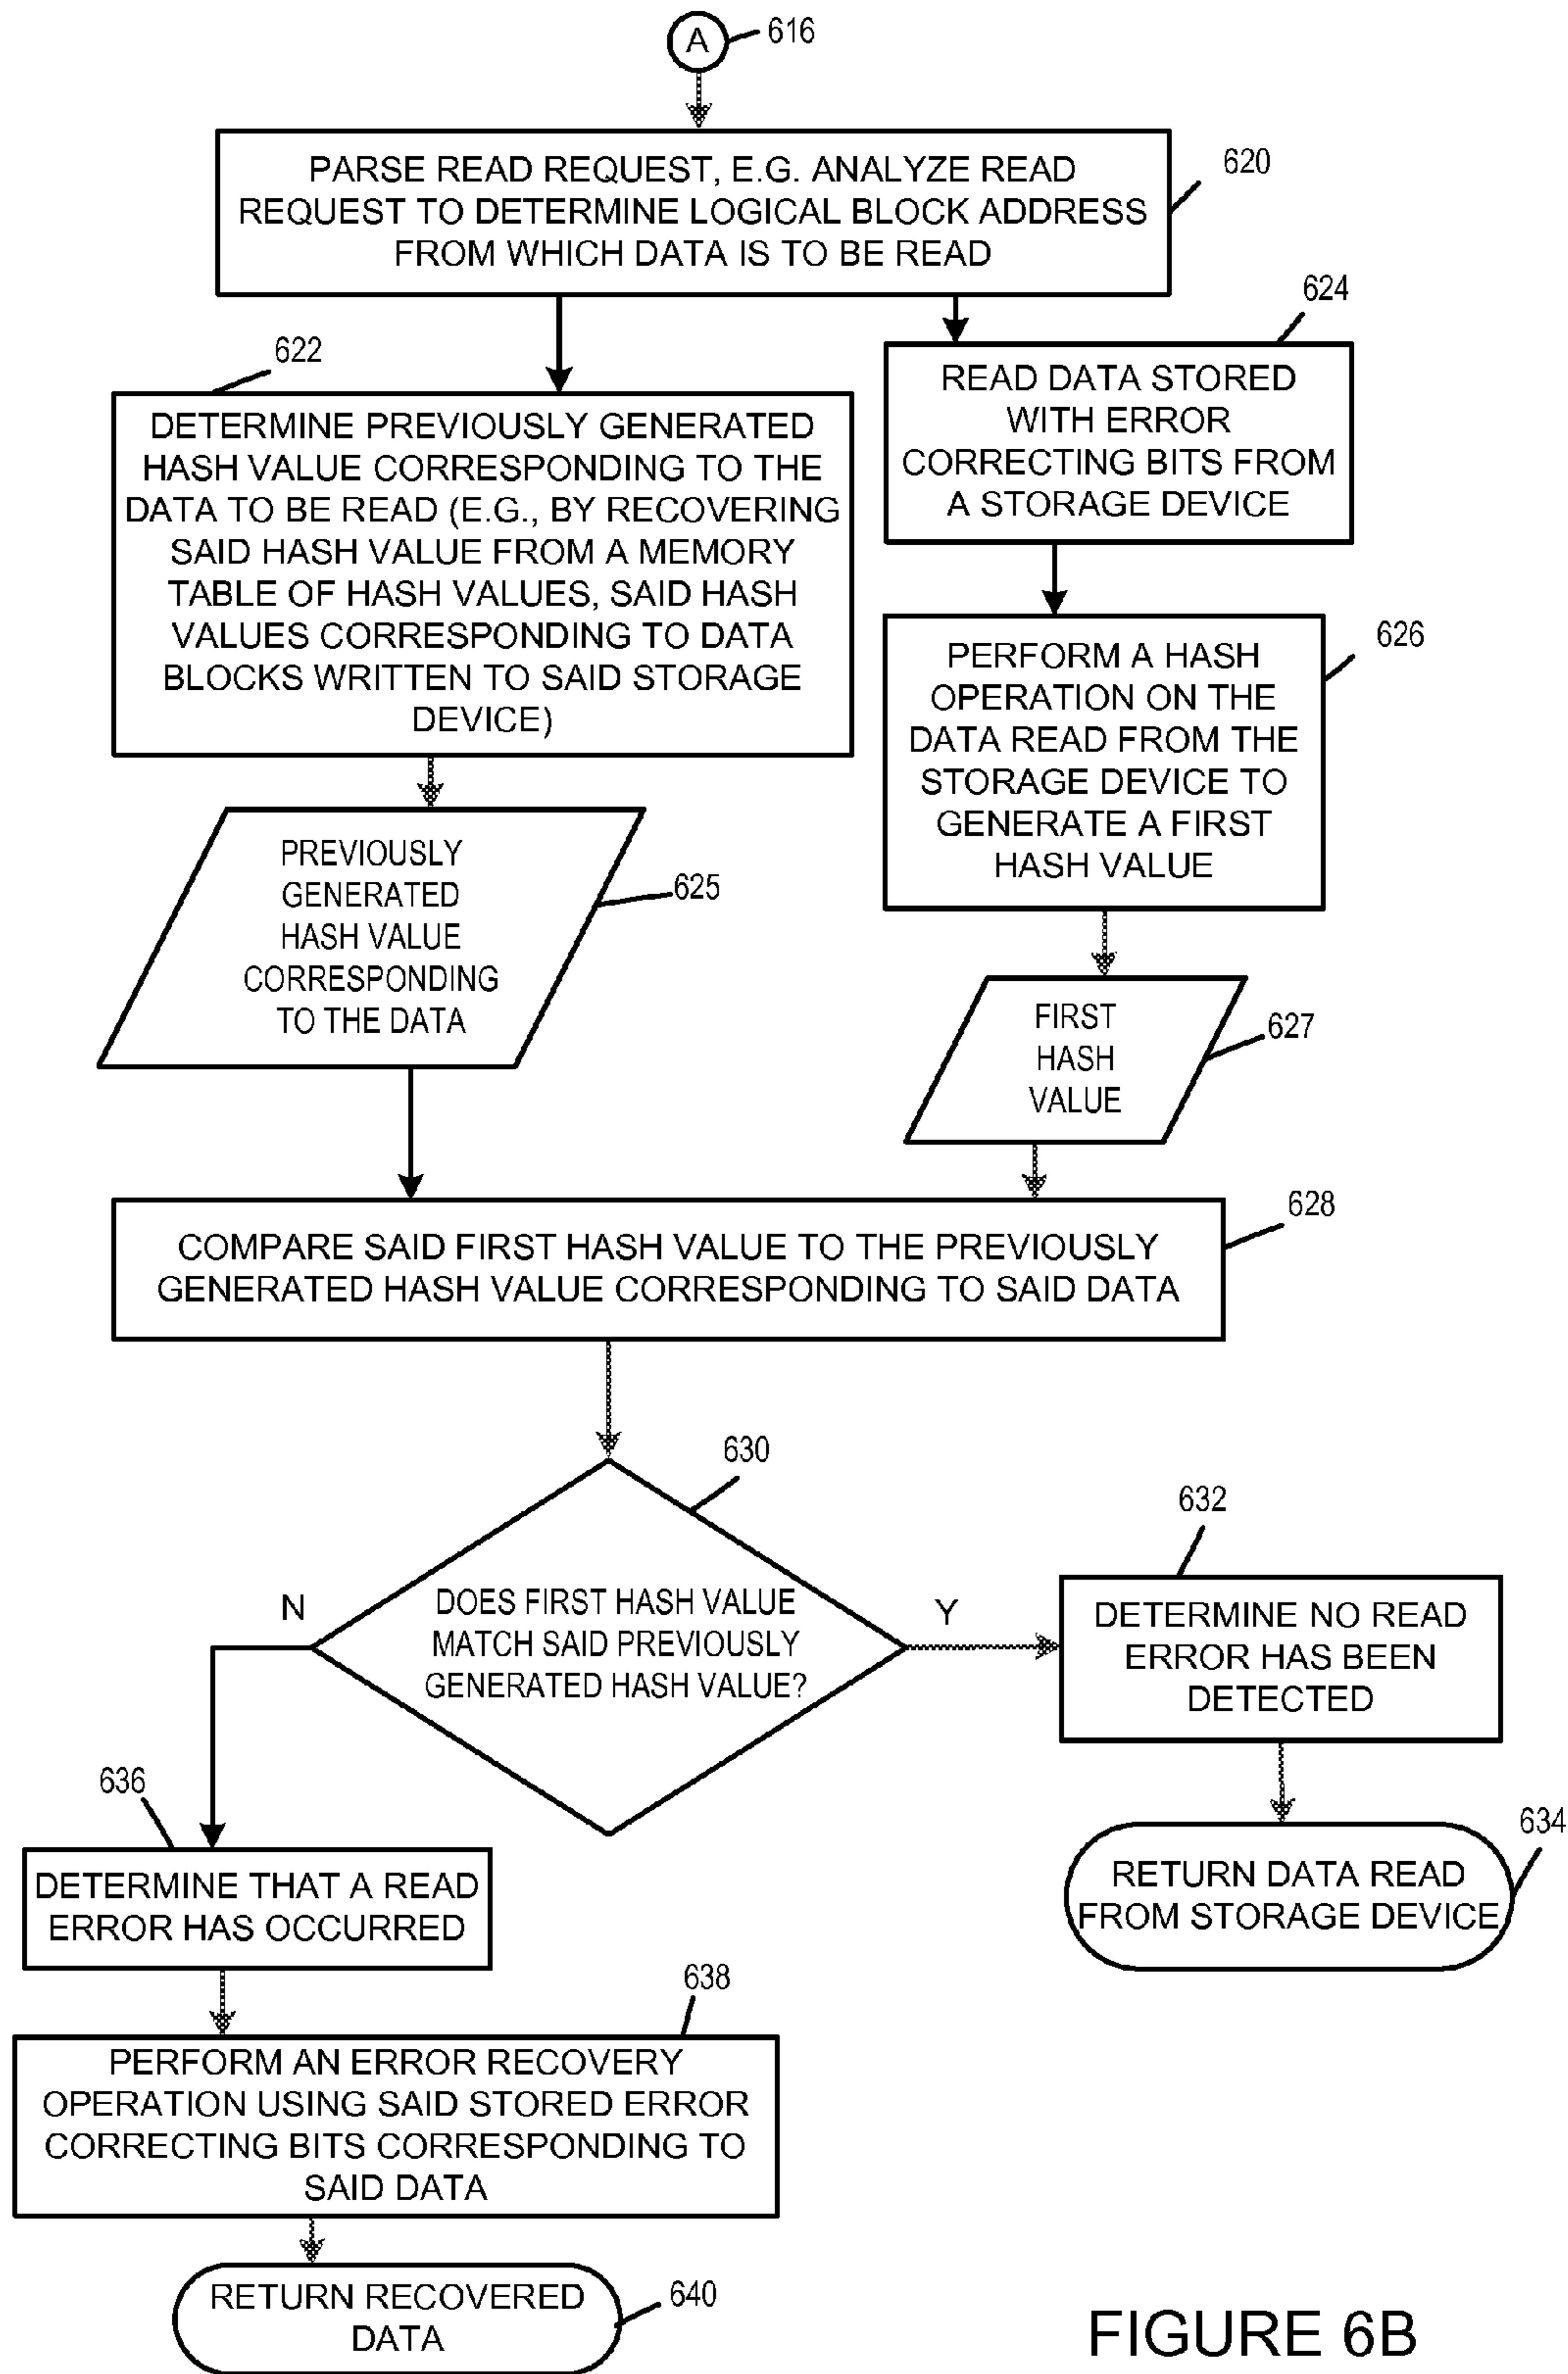 A
616
PARSE READ REQUEST, E.G. ANALYZE READ
REQUEST TO DETERMINE LOGICAL BLOCK ADDRESS
FROM WHICH DATA IS TO BE READ
620
622
DETERMINE PREVIOUSLY GENERATED
HASH VALUE CORRESPONDING TO THE
DATA TO BE READ (E.G., BY RECOVERING
SAID HASH VALUE FROM A MEMORY
TABLE OF HASH VALUES, SAID HASH
VALUES CORRESPONDING TO DATA
BLOCKS WRITTEN TO SAID STORAGE
DEVICE)
624
READ DATA STORED
WITH ERROR
CORRECTING BITS FROM
A STORAGE DEVICE
626
PERFORM A HASH
OPERATION ON THE
DATA READ FROM THE
STORAGE DEVICE TO
GENERATE A FIRST
HASH VALUE
PREVIOUSLY
GENERATED
HASH VALUE
CORRESPONDING
TO THE DATA
625
FIRST
HASH
VALUE
627
628
COMPARE SAID FIRST HASH VALUE TO THE PREVIOUSLY
GENERATED HASH VALUE CORRESPONDING TO SAID DATA
630
DOES FIRST HASH VALUE
MATCH SAID PREVIOUSLY
GENERATED HASH VALUE?
N
Y
632
DETERMINE NO READ
ERROR HAS BEEN
DETECTED
634
RETURN DATA READ
FROM STORAGE DEVICE
636
DETERMINE THAT A READ
ERROR HAS OCCURRED
638
PERFORM AN ERROR RECOVERY
OPERATION USING SAID STORED ERROR
CORRECTING BITS CORRESPONDING TO
SAID DATA
RETURN RECOVERED
DATA
640
FIGURE 6B